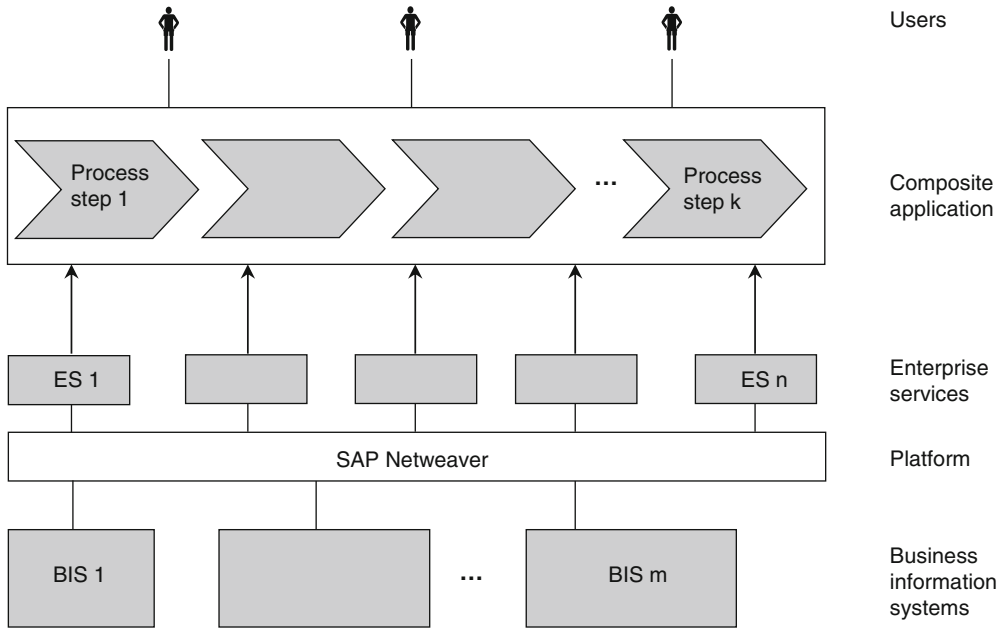 Users
Process
step 1
...
Process
step k
Composite
application
ES 1
ES n
Enterprise
services
SAP Netweaver
Platform
BIS 1
...
BIS m
Business
information
systems